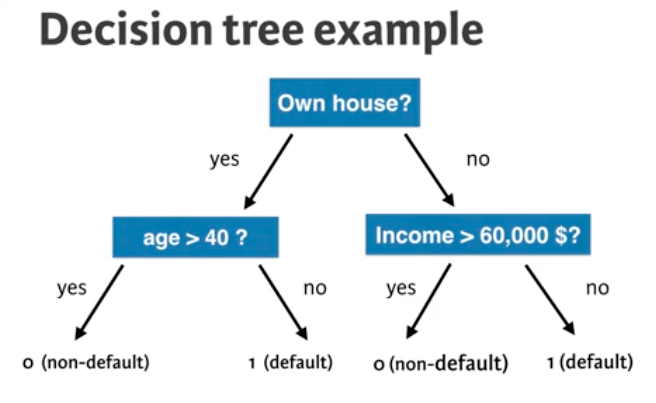 Decision tree example
Own house?
yes
no
age > 40 ?
Income > 60,000 $?
yes
no
yes
no
0 (non-default)
1 (default)
0 (non-default)
1 (default)